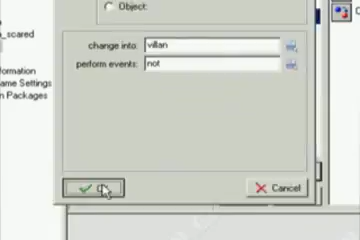 Object:
_scared
change into: villan
perform events: not
formation
ame Settings
n Packages
Cancel